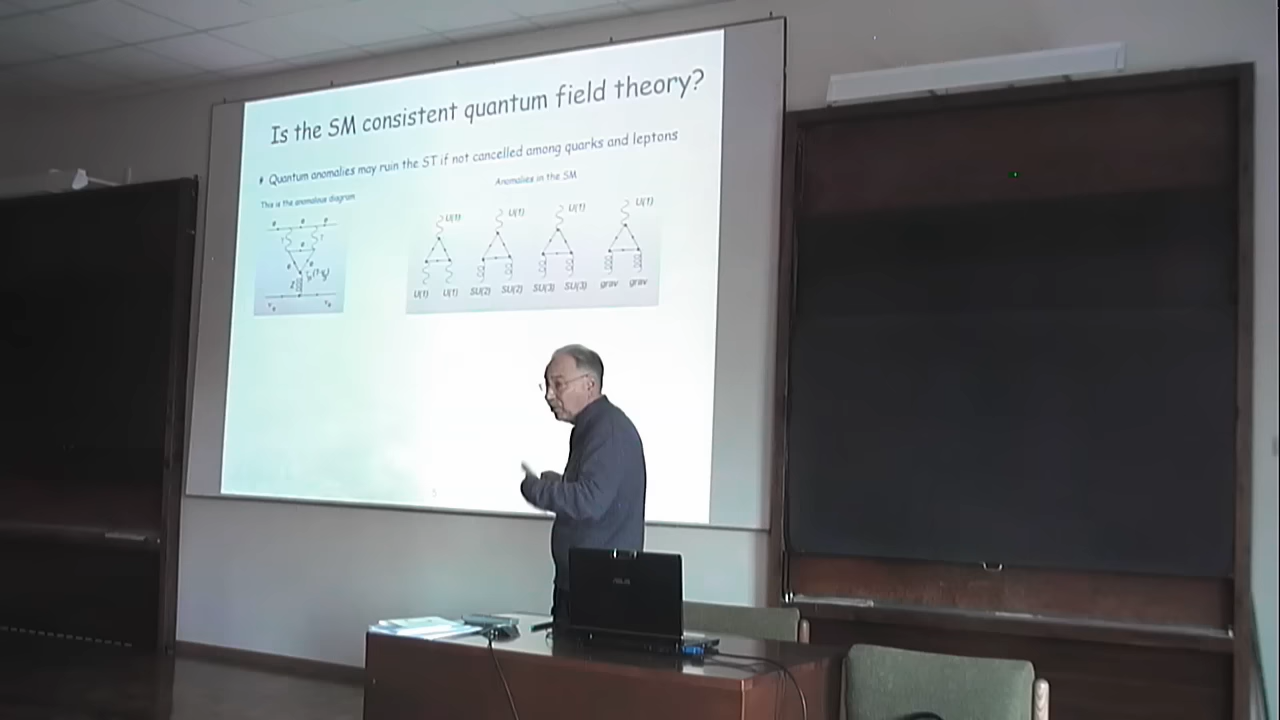 Is the SM consistent quantum field theory?
Quantum anomalies may ruin the ST if not cancelled among quarks and leptons
This is the anomalous diagram
Anomalies in the SM
U(1) U(1) U(1) U(1)
U(1) U(1) SU(2) SU(2) SU(3) SU(3) grav grav
ASUS